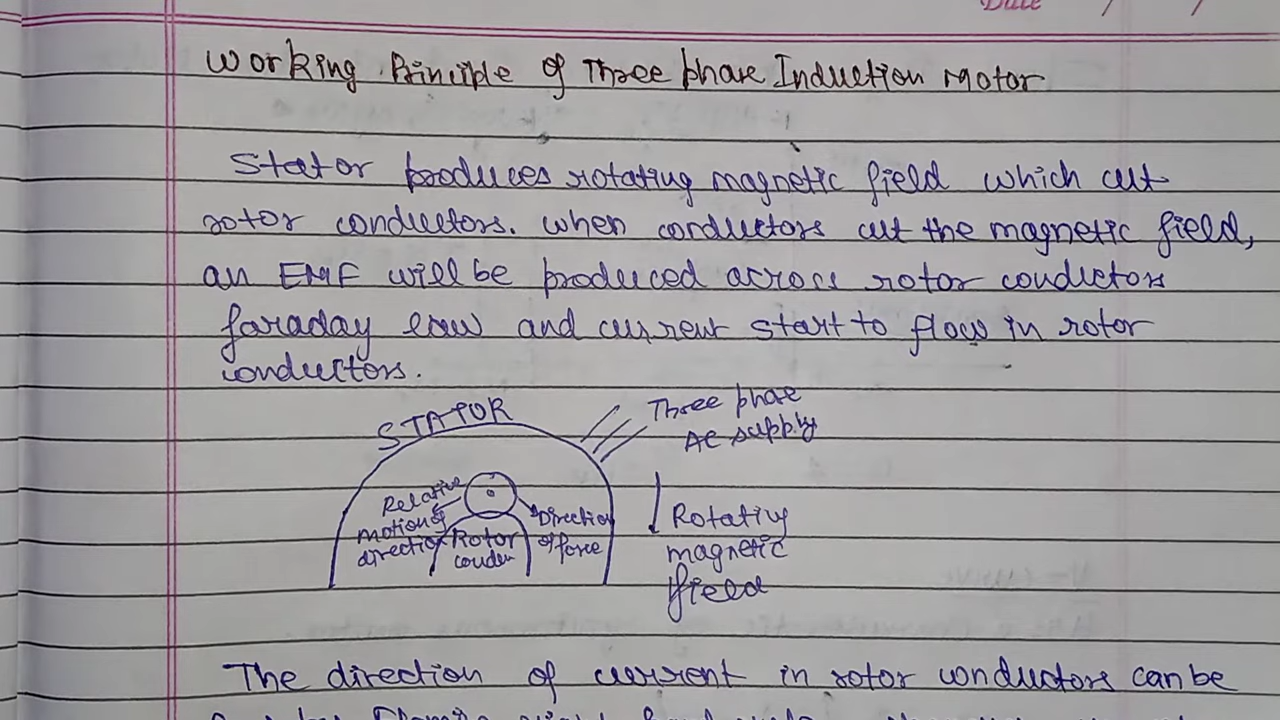 Date / /
Working Principle of Three phase Induction Motor
Stator produces rotating magnetic field which cut
rotor conductors. When conductors cut the magnetic field,
an EMF will be produced across rotor conductors
faraday law and current start to flow in rotor
conductors.
STATOR
Three phase
AC supply
Relative
motion of
direction
Rotor
conden
Direction
of force
Rotating
magnetic
field
The direction of current in rotor conductors can be